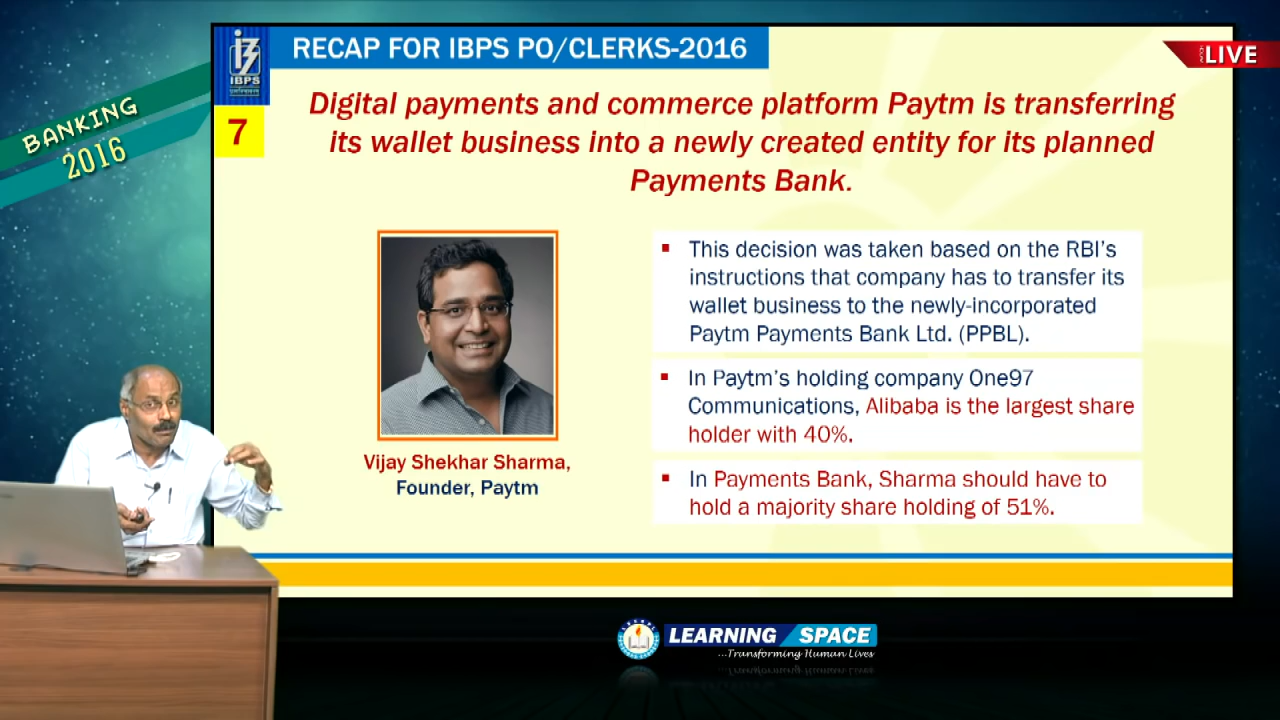 IBPS
RECAP FOR IBPS PO/CLERKS-2016
LIVE
BANKING
2016
7
Digital payments and commerce platform Paytm is transferring
its wallet business into a newly created entity for its planned
Payments Bank.
▪ This decision was taken based on the RBI's
instructions that company has to transfer its
wallet business to the newly-incorporated
Paytm Payments Bank Ltd. (PPBL).
▪ In Paytm's holding company One97
Communications, Alibaba is the largest share
holder with 40%.
▪ In Payments Bank, Sharma should have to
hold a majority share holding of 51%.
Vijay Shekhar Sharma,
Founder, Paytm
LEARNING SPACE
...Transforming Human Lives